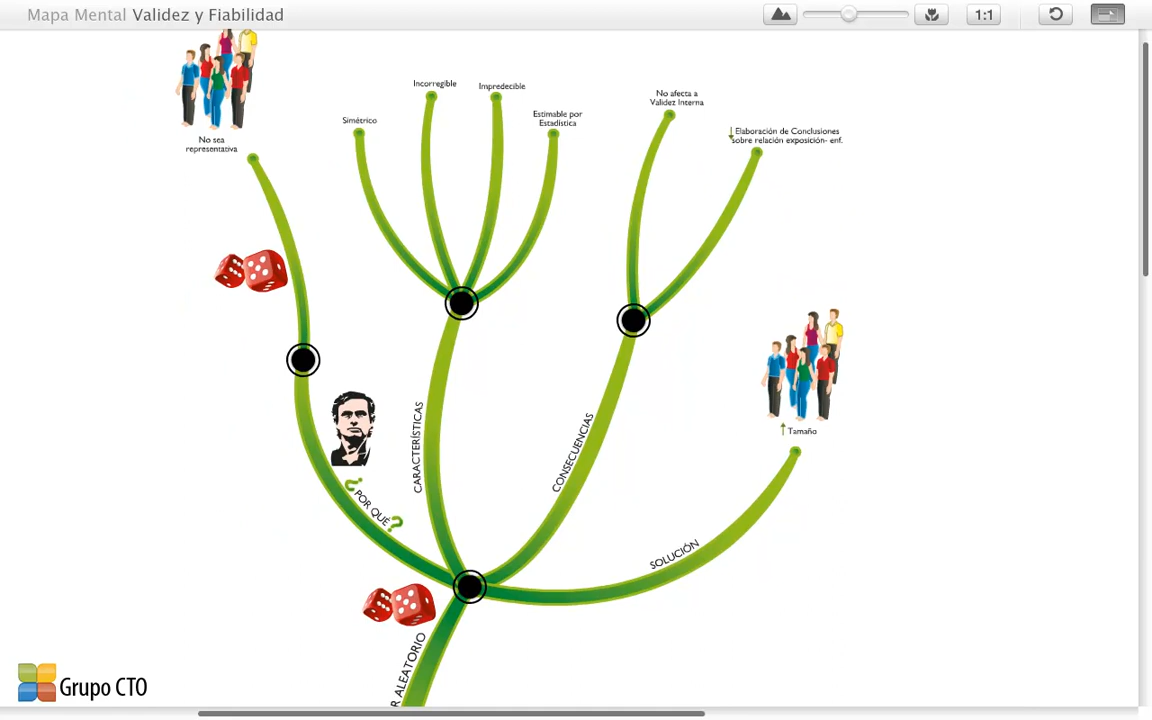 Mapa Mental Validez y Fiabilidad
1:1
Incorregible
Impredecible
No afecta a
Validez Interna
Simétrico
Estimable por
Estadística
Elaboración de Conclusiones
sobre relación exposición- enf.
No sea
representativa
CARACTERÍSTICAS
CONSECUENCIAS
Tamaño
¿POR QUÉ?
SOLUCIÓN
R ALEATORIO
Grupo CTO